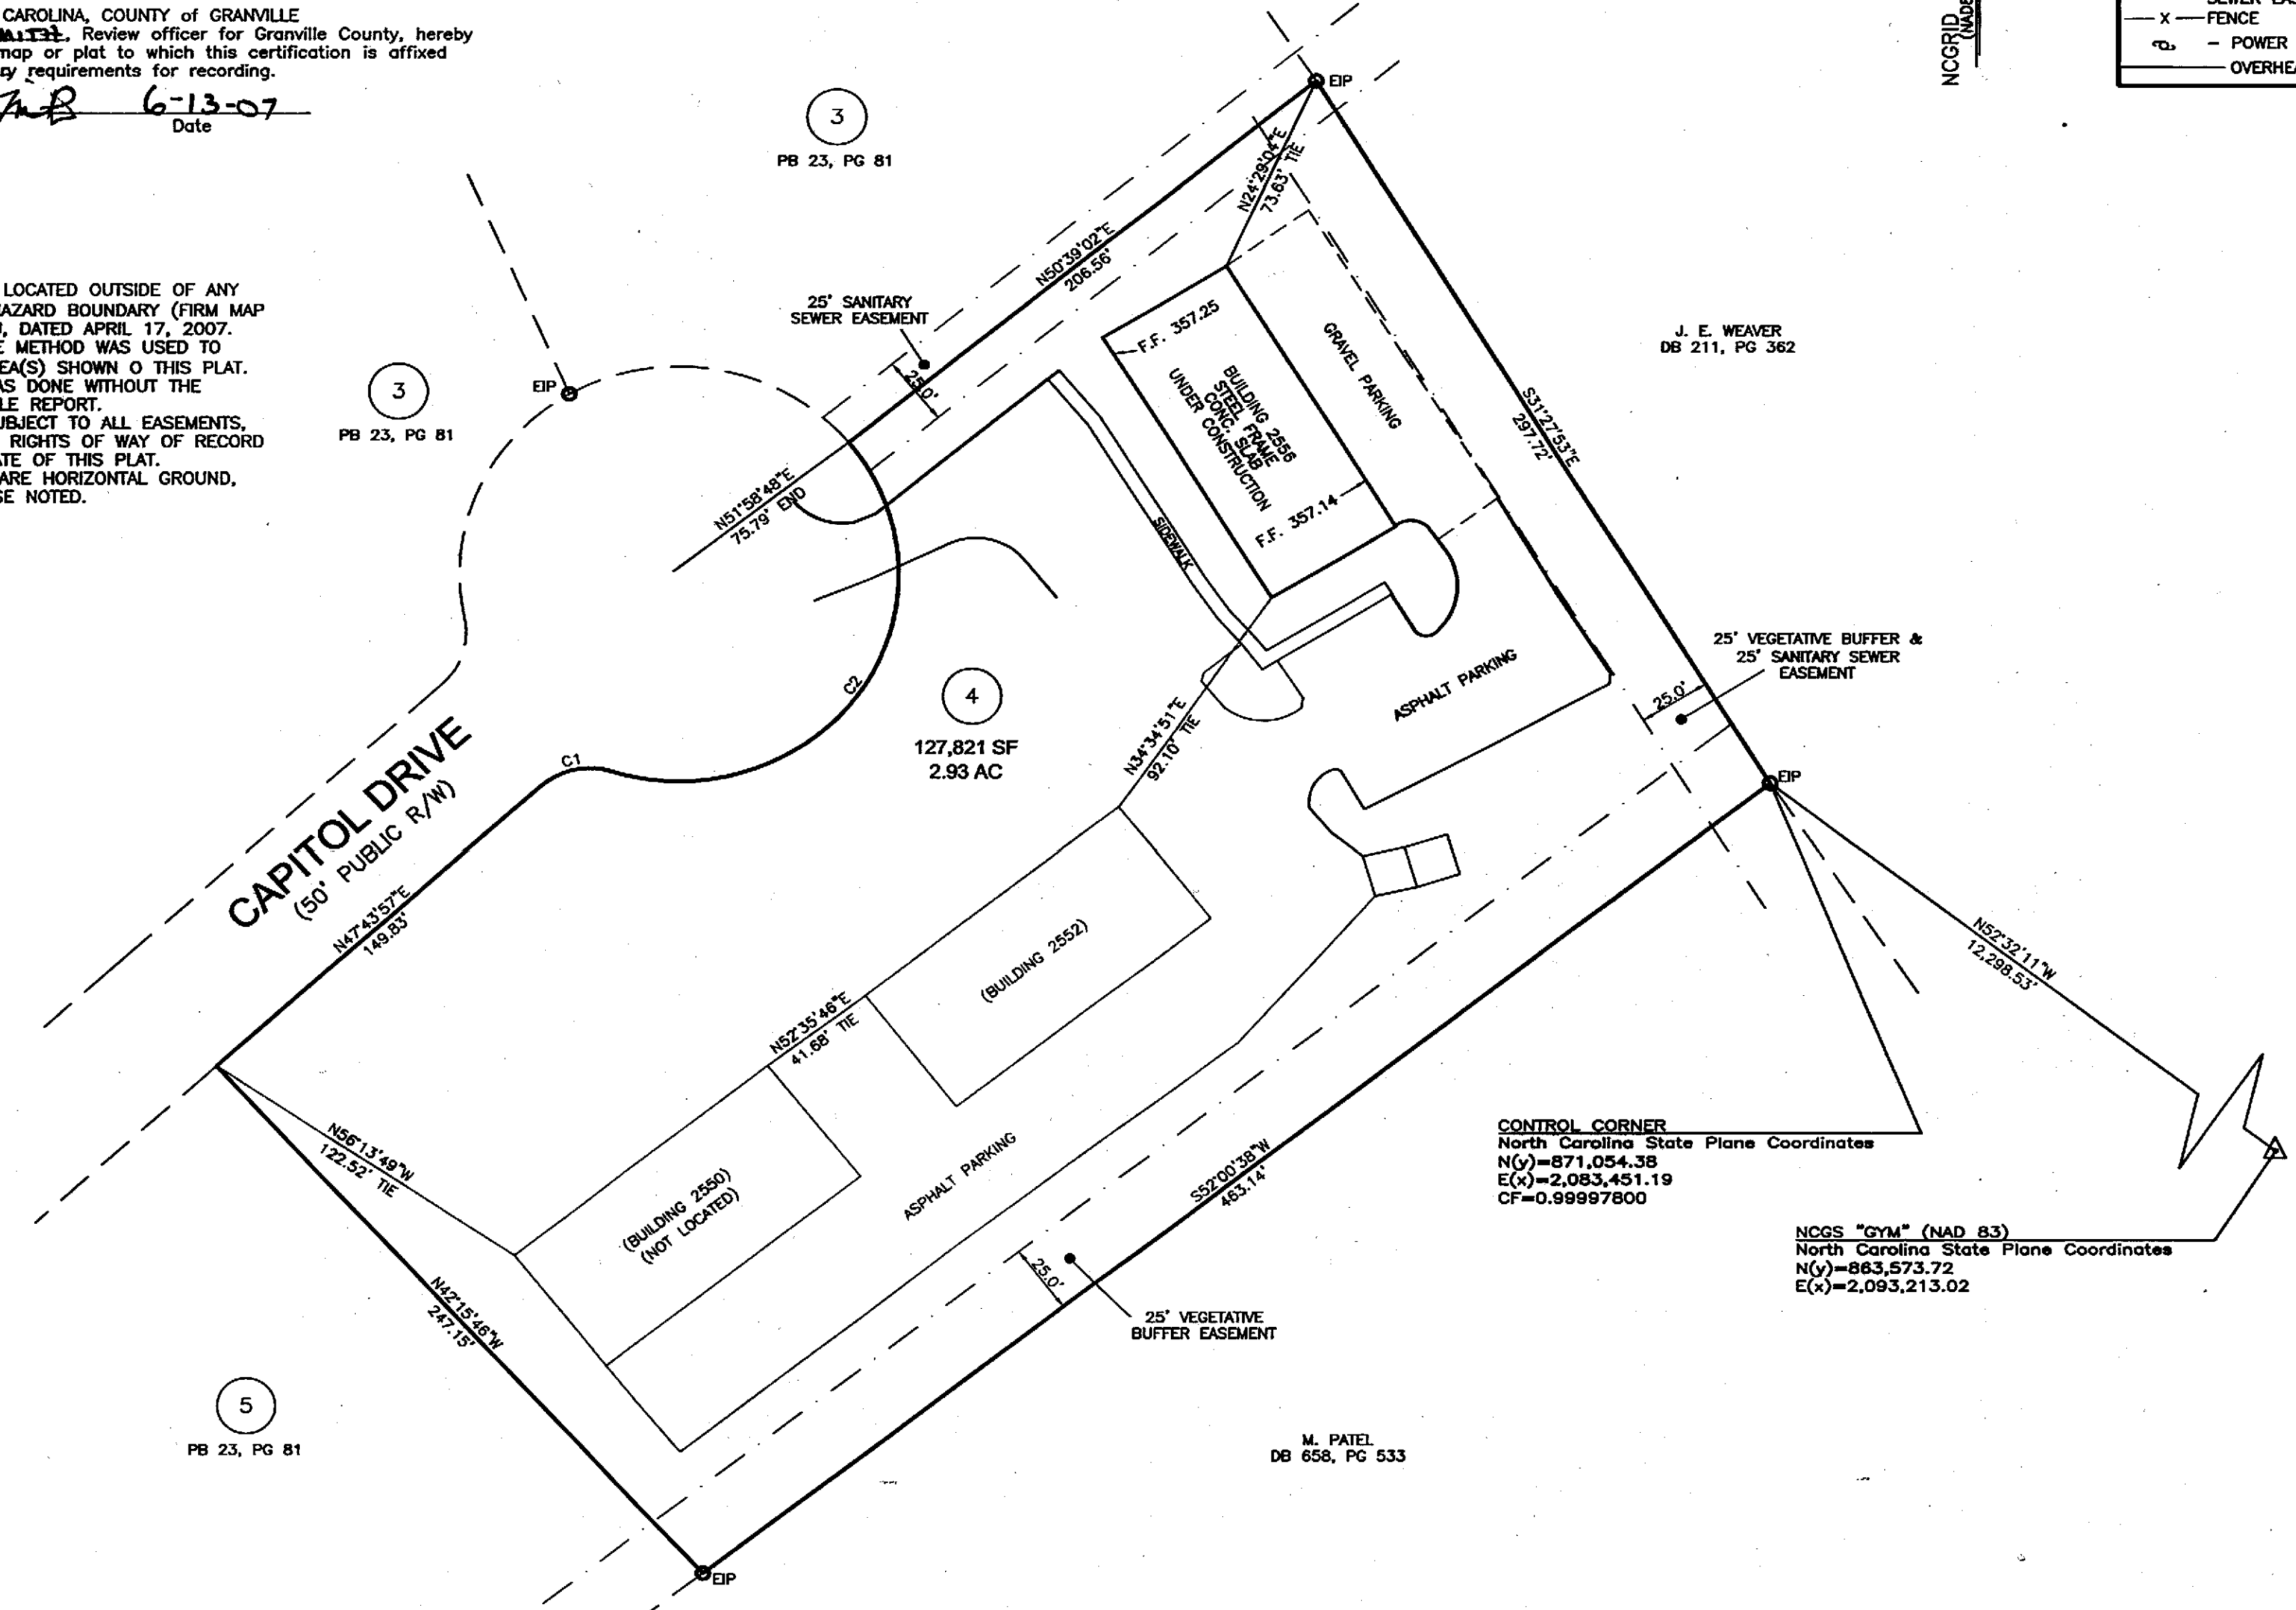 CAROLINA, COUNTY of GRANVILLE
Review officer for Granville County, hereby
map or plat to which this certification is affixed
requirements for recording.
6-13-07
Date
LOCATED OUTSIDE OF ANY
AZARD BOUNDARY (FIRM MAP
DATED APRIL 17, 2007.
METHOD WAS USED TO
EA(S) SHOWN O THIS PLAT.
AS DONE WITHOUT THE
LE REPORT.
UBJECT TO ALL EASEMENTS,
RIGHTS OF WAY OF RECORD
ATE OF THIS PLAT.
ARE HORIZONTAL GROUND,
SE NOTED.
3
PB 23, PG 81
3
PB 23, PG 81
EIP
EIP
NCGRID
FENCE
- POWER
OVERHE
N24°29'04"E
73.63' TIE
N50°39'02"E
206.56'
25' SANITARY
SEWER EASEMENT
25.0'
N51°58'48"E
75.79' END
F.F. 357.25
BUILDING 2556
STEEL FRAME
CONC. SLAB
UNDER CONSTRUCTION
F.F. 357.14
GRAVEL PARKING
SIDEWALK
S31°27'53"E
297.72'
J. E. WEAVER
DB 211, PG 362
25' VEGETATIVE BUFFER &
25' SANITARY SEWER
EASEMENT
25.0'
EIP
ASPHALT PARKING
C2
C1
4
127,821 SF
2.93 AC
N34°34'51"E
92.10' TIE
CAPITOL DRIVE
(50' PUBLIC R/W)
N47°43'57"E
149.83'
(BUILDING 2552)
N52°35'46"E
41.68' TIE
N52°32'11"W
12,298.53'
N56°13'49"W
122.52' TIE
(BUILDING 2550)
(NOT LOCATED)
ASPHALT PARKING
S52°00'38"W
463.14'
CONTROL CORNER
North Carolina State Plane Coordinates
N(y)=871,054.38
E(x)=2,083,451.19
CF=0.99997800
NCGS "GYM" (NAD 83)
North Carolina State Plane Coordinates
N(y)=863,573.72
E(x)=2,093,213.02
N42°15'46"W
247.15'
25.0'
25' VEGETATIVE
BUFFER EASEMENT
5
PB 23, PG 81
M. PATEL
DB 658, PG 533
EIP